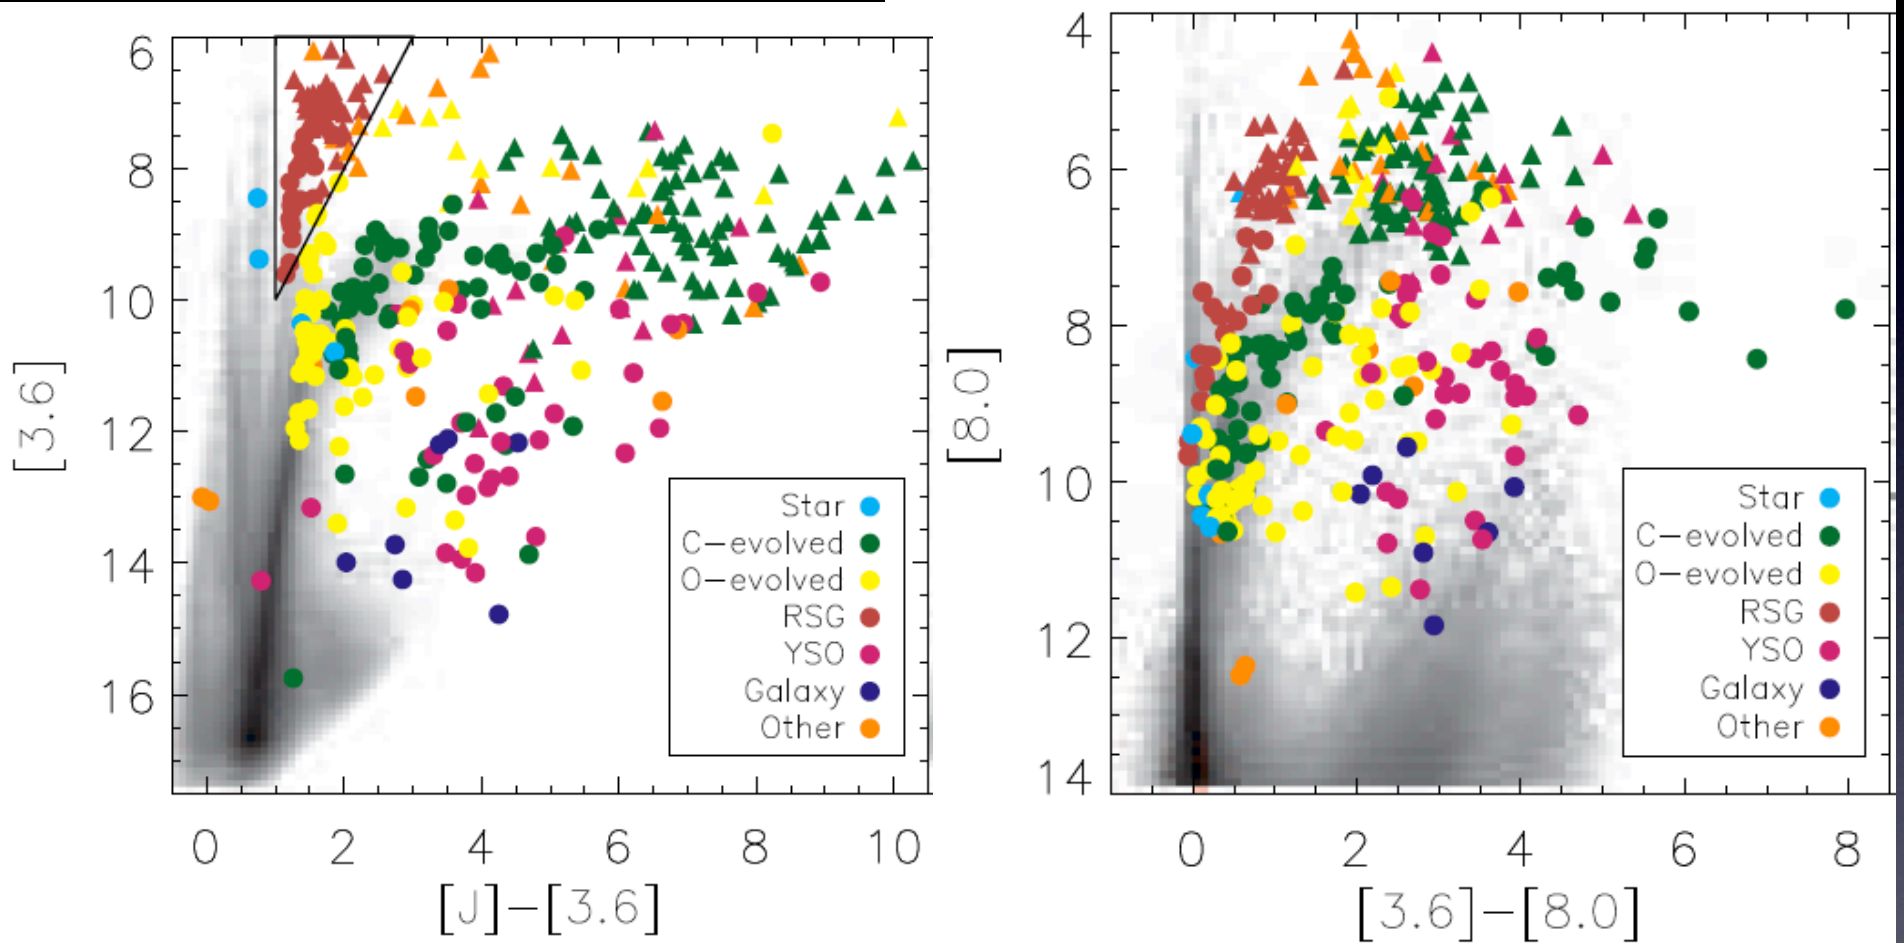 6
8
10
12
14
16
[3.6]
0 2 4 6 8 10
[J]−[3.6]
Star
C−evolved
O−evolved
RSG
YSO
Galaxy
Other
4
6
8
10
12
14
[8.0]
0 2 4 6 8
[3.6]−[8.0]
Star
C−evolved
O−evolved
RSG
YSO
Galaxy
Other